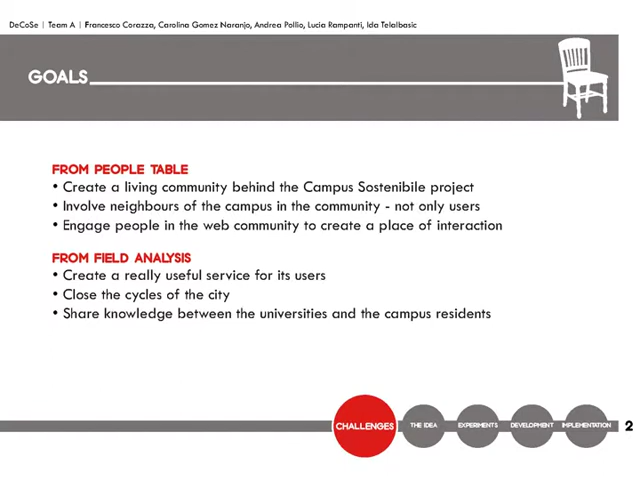 DeCoSe | Team A | Francesco Corazza, Carolina Gomez Naranjo, Andrea Pollio, Lucia Rampanti, Ida Telalbasic
GOALS
FROM PEOPLE TABLE
• Create a living community behind the Campus Sostenibile project
• Involve neighbours of the campus in the community - not only users
• Engage people in the web community to create a place of interaction
FROM FIELD ANALYSIS
• Create a really useful service for its users
• Close the cycles of the city
• Share knowledge between the universities and the campus residents
CHALLENGES THE IDEA EXPERIMENTS DEVELOPMENT IMPLEMENTATION 2